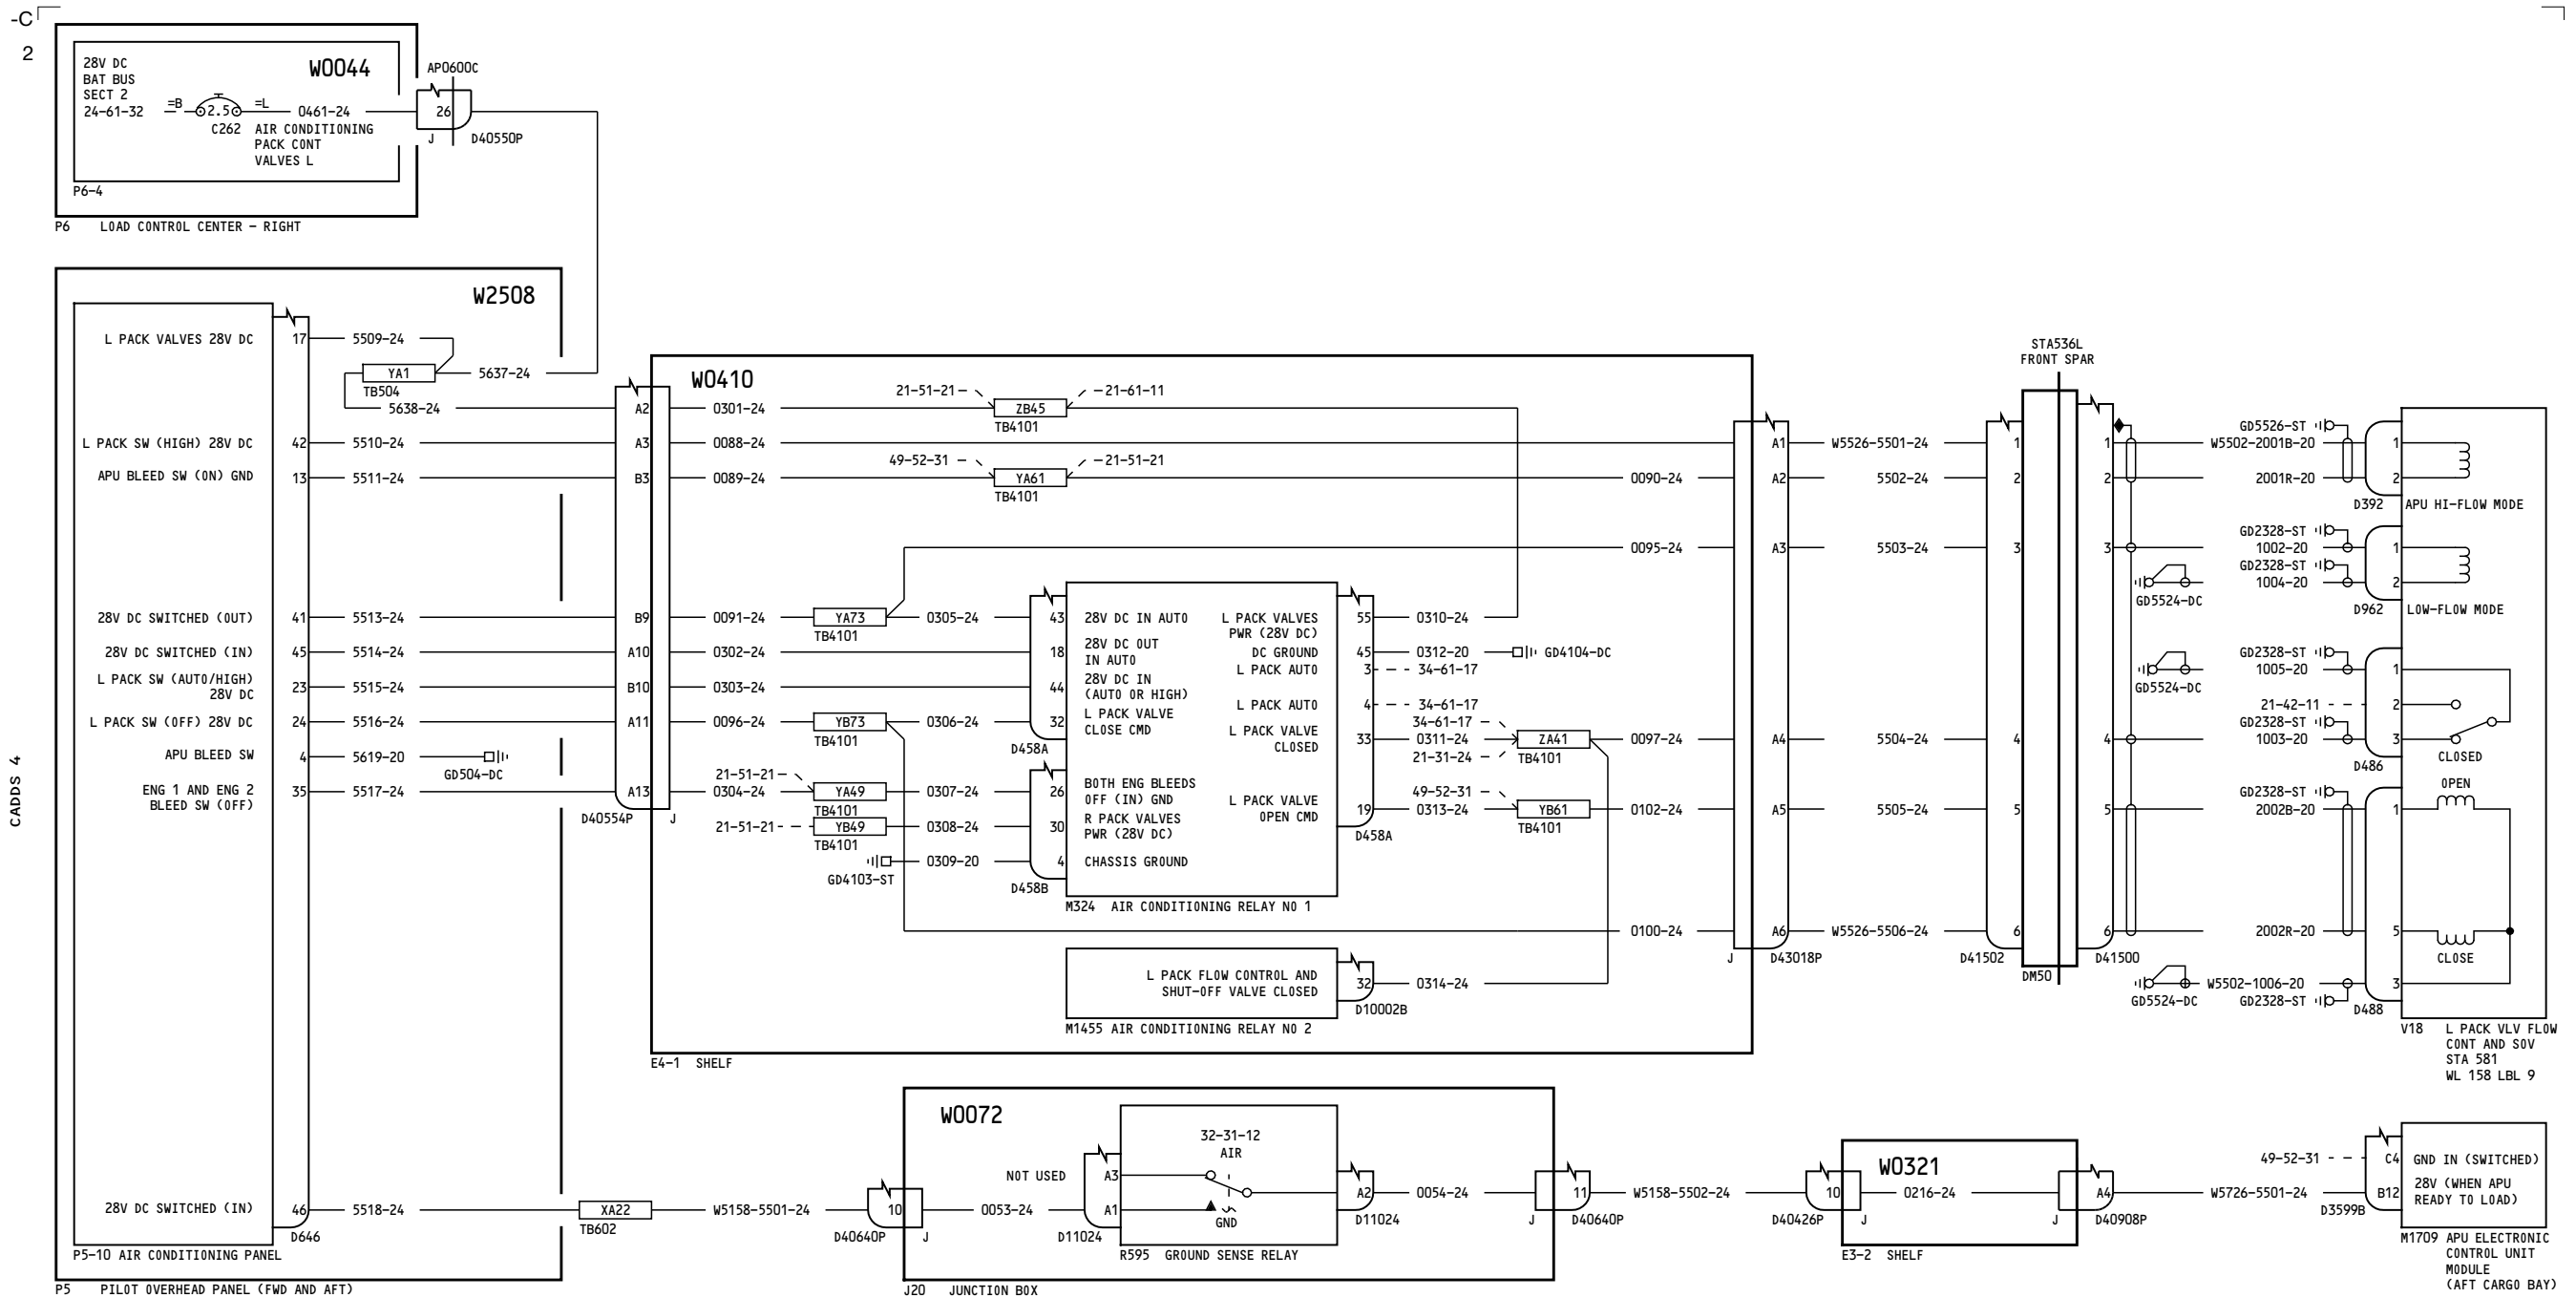 -C
2
28V DC
BAT BUS
SECT 2
24-61-32
=B
2.5
=L
0461-24
W0044
C262
AIR CONDITIONING
PACK CONT
VALVES L
P6-4
P6 LOAD CONTROL CENTER - RIGHT
AP0600C
26
J
D40550P
CADDS 4
W2508
L PACK VALVES 28V DC 17 5509-24
YA1 5637-24
TB504
5638-24
L PACK SW (HIGH) 28V DC 42 5510-24
APU BLEED SW (ON) GND 13 5511-24
28V DC SWITCHED (OUT) 41 5513-24
28V DC SWITCHED (IN) 45 5514-24
L PACK SW (AUTO/HIGH)
28V DC
23 5515-24
L PACK SW (OFF) 28V DC 24 5516-24
APU BLEED SW 4 5619-20
GD504-DC
ENG 1 AND ENG 2
BLEED SW (OFF)
35 5517-24
28V DC SWITCHED (IN) 46 5518-24
D646
P5-10 AIR CONDITIONING PANEL
P5 PILOT OVERHEAD PANEL (FWD AND AFT)
XA22
TB602
W5158-5501-24
W0410
A2 0301-24
A3 0088-24
B3 0089-24
B9 0091-24
A10 0302-24
B10 0303-24
A11 0096-24
A13 0304-24
D40554P
J
21-51-21
21-61-11
ZB45
TB4101
49-52-31
21-51-21
YA61
TB4101
0090-24
0095-24
YA73 0305-24
TB4101
YB73 0306-24
TB4101
21-51-21
YA49 0307-24
TB4101
21-51-21
YB49 0308-24
TB4101
0309-20
GD4103-ST
43 28V DC IN AUTO
18 28V DC OUT
IN AUTO
44 28V DC IN
(AUTO OR HIGH)
32 L PACK VALVE
CLOSE CMD
D458A
26 BOTH ENG BLEEDS
OFF (IN) GND
30 R PACK VALVES
PWR (28V DC)
4 CHASSIS GROUND
D458B
L PACK VALVES
PWR (28V DC)
55 0310-24
DC GROUND 45 0312-20 GD4104-DC
L PACK AUTO 3 34-61-17
L PACK AUTO 4 34-61-17
34-61-17
L PACK VALVE
CLOSED
33 0311-24
21-31-24
ZA41
TB4101
0097-24
49-52-31
L PACK VALVE
OPEN CMD
19 0313-24
YB61
TB4101
0102-24
D458A
M324 AIR CONDITIONING RELAY NO 1
0100-24
L PACK FLOW CONTROL AND
SHUT-OFF VALVE CLOSED
32 0314-24
D10002B
M1455 AIR CONDITIONING RELAY NO 2
E4-1 SHELF
A1 W5526-5501-24 1
A2 5502-24 2
A3 5503-24 3
A4 5504-24 4
A5 5505-24 5
A6 W5526-5506-24 6
J
D43018P
D41502
STA536L
FRONT SPAR
DM50
1
2
3
4
5
6
D41500
GD5526-ST
W5502-2001B-20 1
2001R-20 2
D392
APU HI-FLOW MODE
GD2328-ST
1002-20 1
GD2328-ST
1004-20 2
GD5524-DC
D962
LOW-FLOW MODE
GD2328-ST
1005-20 1
GD5524-DC
21-42-11 2
GD2328-ST
1003-20 3
D486
CLOSED
OPEN
GD2328-ST
2002B-20 1
2002R-20 5
CLOSE
W5502-1006-20 3
GD5524-DC
GD2328-ST
D488
V18 L PACK VLV FLOW
CONT AND SOV
STA 581
WL 158 LBL 9
W0072
10
D40640P
J
0053-24
NOT USED
A3
A1
D11024
32-31-12
AIR
GND
A2
D11024
0054-24
R595 GROUND SENSE RELAY
J20 JUNCTION BOX
J
11
D40640P
W5158-5502-24
10
D40426P
J
W0321
0216-24
J
A4
D40908P
E3-2 SHELF
W5726-5501-24
49-52-31
C4 GND IN (SWITCHED)
B12 28V (WHEN APU
READY TO LOAD)
D3599B
M1709 APU ELECTRONIC
CONTROL UNIT
MODULE
(AFT CARGO BAY)